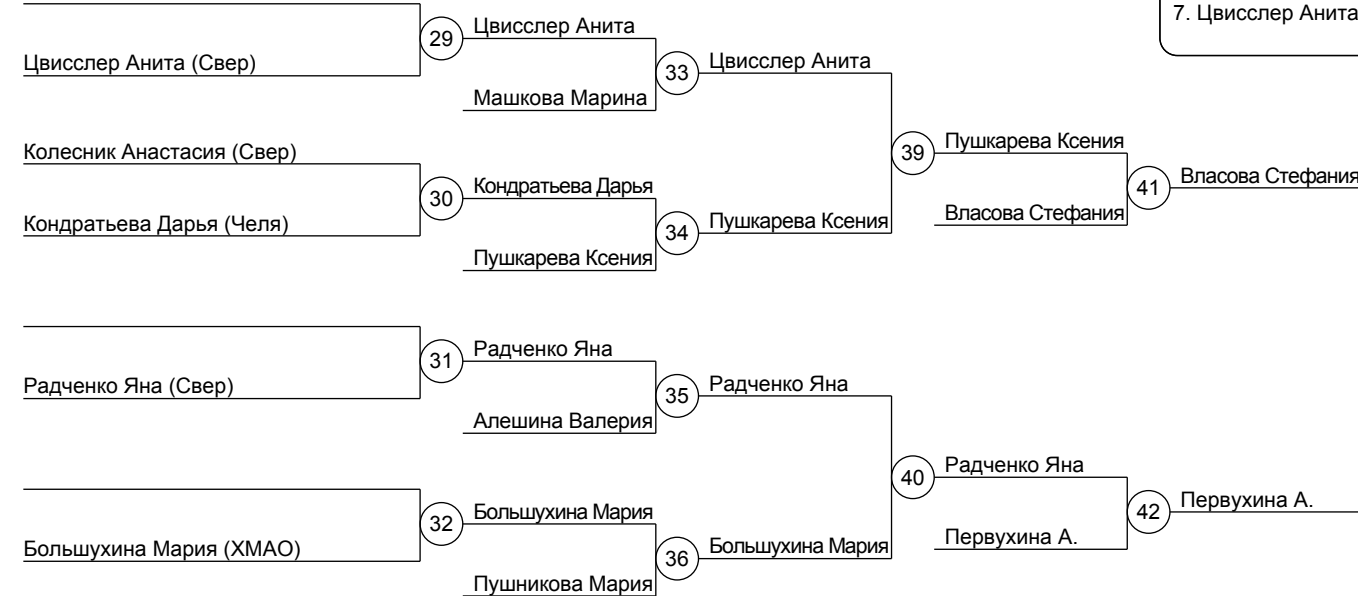 7. Цвисслер Анита
Цвисслер Анита (Свер)
29
Цвисслер Анита
Машкова Марина
33
Цвисслер Анита
Колесник Анастасия (Свер)
30
Кондратьева Дарья
Кондратьева Дарья (Челя)
Пушкарева Ксения
34
Пушкарева Ксения
39
Пушкарева Ксения
Власова Стефания
41
Власова Стефания
31
Радченко Яна
Радченко Яна (Свер)
Алешина Валерия
35
Радченко Яна
32
Большухина Мария
Большухина Мария (ХМАО)
Пушникова Мария
36
Большухина Мария
40
Радченко Яна
Первухина А.
42
Первухина А.